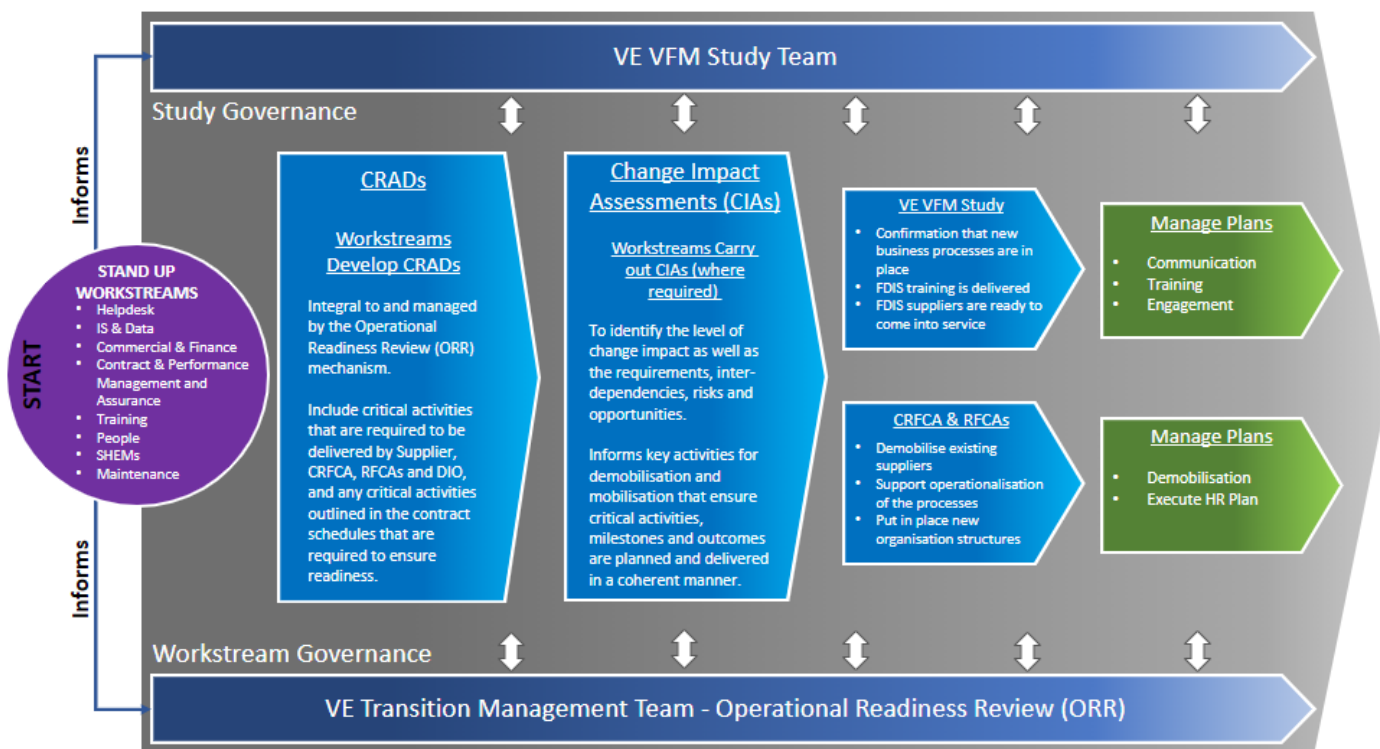 VE VFM Study Team
Study Governance
Informs
START
STAND UP
WORKSTREAMS
• Helpdesk
• IS & Data
• Commercial & Finance
• Contract & Performance
Management and
Assurance
• Training
• People
• SHEMs
• Maintenance
Informs
CRADs
Workstreams
Develop CRADs
Integral to and managed
by the Operational
Readiness Review (ORR)
mechanism.
Include critical activities
that are required to be
delivered by Supplier,
CRFCA, RFCAs and DIO,
and any critical activities
outlined in the contract
schedules that are
required to ensure
readiness.
Change Impact
Assessments (CIAs)
Workstreams Carry
out CIAs (where
required)
To identify the level of
change impact as well as
the requirements, inter-
dependencies, risks and
opportunities.
Informs key activities for
demobilisation and
mobilisation that ensure
critical activities,
milestones and outcomes
are planned and delivered
in a coherent manner.
VE VFM Study
• Confirmation that new
business processes are in
place
• FDIS training is delivered
• FDIS suppliers are ready to
come into service
CRFCA & RFCAs
• Demobilise existing
suppliers
• Support operationalisation
of the processes
• Put in place new
organisation structures
Manage Plans
• Communication
• Training
• Engagement
Manage Plans
• Demobilisation
• Execute HR Plan
Workstream Governance
VE Transition Management Team - Operational Readiness Review (ORR)